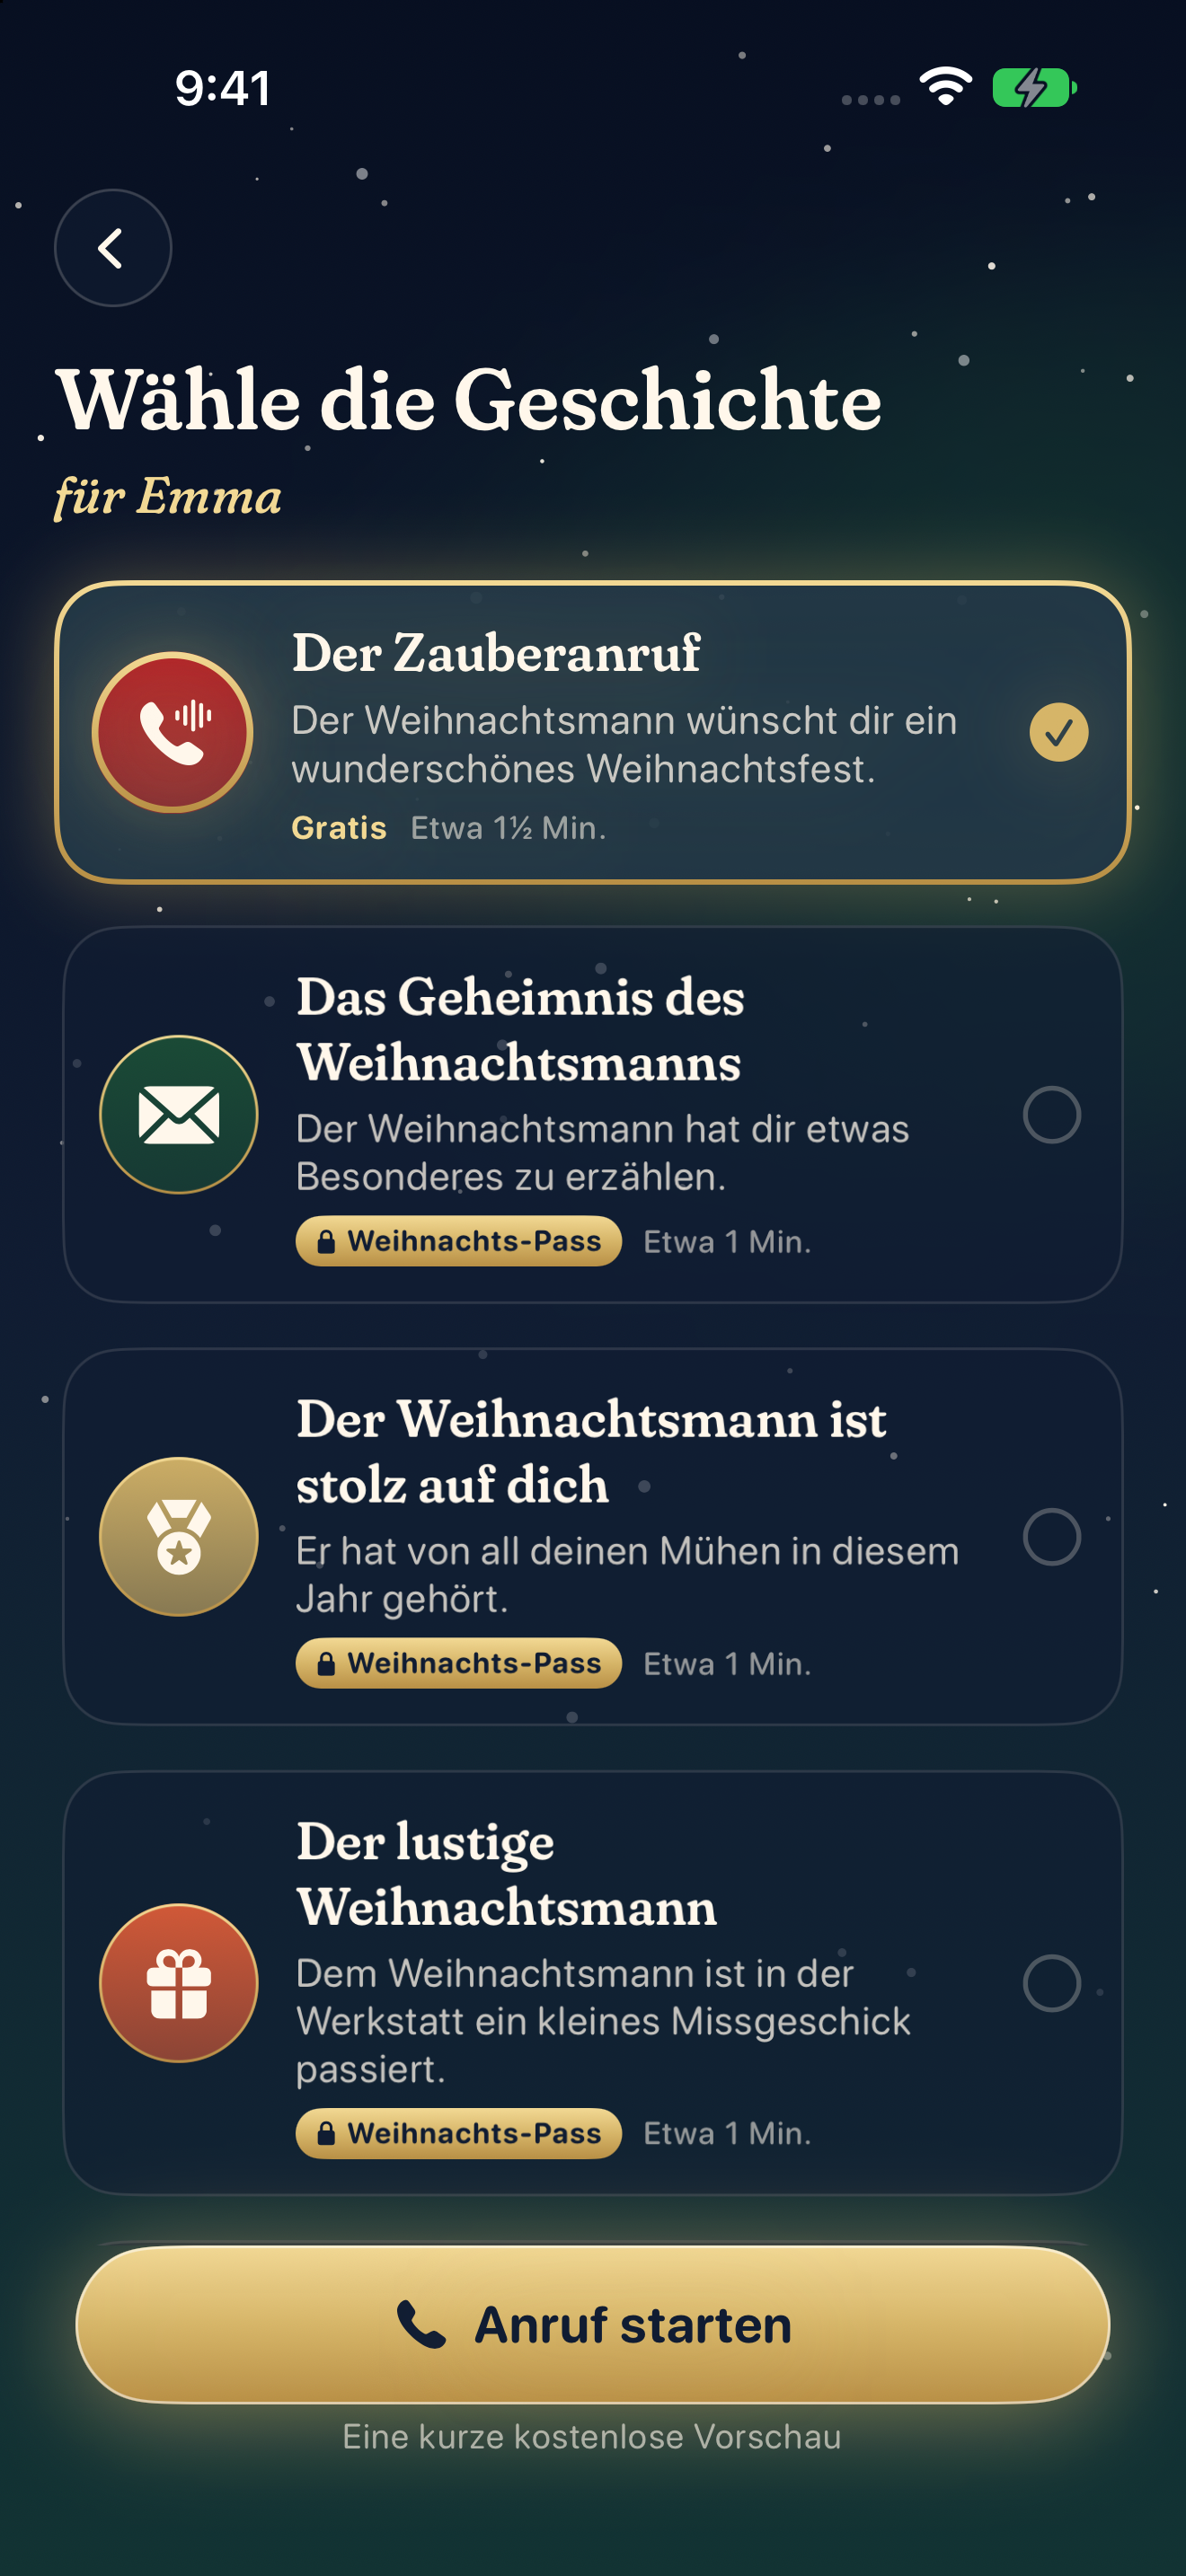 9:41
Wähle die Geschichte
für Emma
Der Zauberanruf
Der Weihnachtsmann wünscht dir ein
wunderschönes Weihnachtsfest.
Gratis Etwa 1½ Min.
Das Geheimnis des
Weihnachtsmanns
Der Weihnachtsmann hat dir etwas
Besonderes zu erzählen.
Weihnachts-Pass Etwa 1 Min.
Der Weihnachtsmann ist
stolz auf dich
Er hat von all deinen Mühen in diesem
Jahr gehört.
Weihnachts-Pass Etwa 1 Min.
Der lustige
Weihnachtsmann
Dem Weihnachtsmann ist in der
Werkstatt ein kleines Missgeschick
passiert.
Weihnachts-Pass Etwa 1 Min.
Anruf starten
Eine kurze kostenlose Vorschau